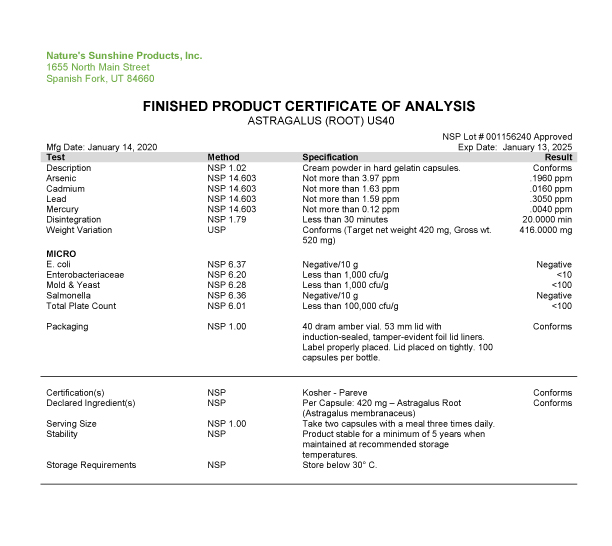 Nature's Sunshine Products, Inc.
1655 North Main Street
Spanish Fork, UT 84660
FINISHED PRODUCT CERTIFICATE OF ANALYSIS
ASTRAGALUS (ROOT) US40
NSP Lot # 001156240 Approved
Mfg Date: January 14, 2020 Exp Date: January 13, 2025
Test Method Specification Result
Description NSP 1.02 Cream powder in hard gelatin capsules. Conforms
Arsenic NSP 14.603 Not more than 3.97 ppm .1960 ppm
Cadmium NSP 14.603 Not more than 1.63 ppm .0160 ppm
Lead NSP 14.603 Not more than 1.59 ppm .3050 ppm
Mercury NSP 14.603 Not more than 0.12 ppm .0040 ppm
Disintegration NSP 1.79 Less than 30 minutes 20.0000 min
Weight Variation USP Conforms (Target net weight 420 mg, Gross wt. 416.0000 mg
520 mg)
MICRO
E. coli NSP 6.37 Negative/10 g Negative
Enterobacteriaceae NSP 6.20 Less than 1,000 cfu/g <10
Mold & Yeast NSP 6.28 Less than 1,000 cfu/g <100
Salmonella NSP 6.36 Negative/10 g Negative
Total Plate Count NSP 6.01 Less than 100,000 cfu/g <100
Packaging NSP 1.00 40 dram amber vial. 53 mm lid with Conforms
induction-sealed, tamper-evident foil lid liners.
Label properly placed. Lid placed on tightly. 100
capsules per bottle.
Certification(s) NSP Kosher - Pareve Conforms
Declared Ingredient(s) NSP Per Capsule: 420 mg – Astragalus Root Conforms
(Astragalus membranaceus)
Serving Size NSP 1.00 Take two capsules with a meal three times daily.
Stability NSP Product stable for a minimum of 5 years when
maintained at recommended storage
temperatures.
Storage Requirements NSP Store below 30° C.